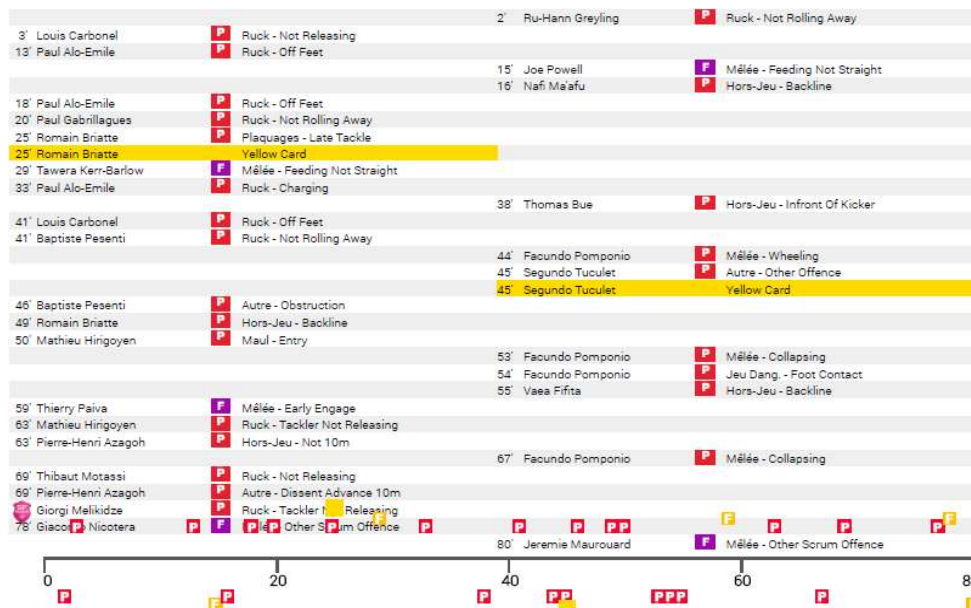 2' Ru-Hann Greyling P Ruck - Not Rolling Away
3' Louis Carbonel P Ruck - Not Releasing
13' Paul Alo-Emile P Ruck - Off Feet
15' Joe Powell F Mêlée - Feeding Not Straight
16' Nafi Ma'afu P Hors-Jeu - Backline
18' Paul Alo-Emile P Ruck - Off Feet
20' Paul Gabrillagues P Ruck - Not Rolling Away
25' Romain Briatte P Plaquages - Late Tackle
25' Romain Briatte Yellow Card
29' Tawera Kerr-Barlow F Mêlée - Feeding Not Straight
33' Paul Alo-Emile P Ruck - Charging
38' Thomas Bue P Hors-Jeu - Infront Of Kicker
41' Louis Carbonel P Ruck - Off Feet
41' Baptiste Pesenti P Ruck - Not Rolling Away
44' Facundo Pomponio P Mêlée - Wheeling
45' Segundo Tuculet P Autre - Other Offence
45' Segundo Tuculet Yellow Card
46' Baptiste Pesenti P Autre - Obstruction
49' Romain Briatte P Hors-Jeu - Backline
50' Mathieu Hirigoyen P Maul - Entry
53' Facundo Pomponio P Mêlée - Collapsing
54' Facundo Pomponio P Jeu Dang. - Foot Contact
55' Vaea Fifita P Hors-Jeu - Backline
59' Thierry Paiva F Mêlée - Early Engage
63' Mathieu Hirigoyen P Ruck - Tackler Not Releasing
63' Pierre-Henri Azagoh P Hors-Jeu - Not 10m
67' Facundo Pomponio P Mêlée - Collapsing
69' Thibaut Motassi P Ruck - Not Releasing
69' Pierre-Henri Azagoh P Autre - Dissent Advance 10m
Giorgi Melikidze P Ruck - Tackler Releasing
F F F
78' F Other Scrum Offence
P P P P P P P P P P P P P
80' Jeremie Maurouard F Mêlée - Other Scrum Offence
0 20 40 60
P P P P P P P P P
F